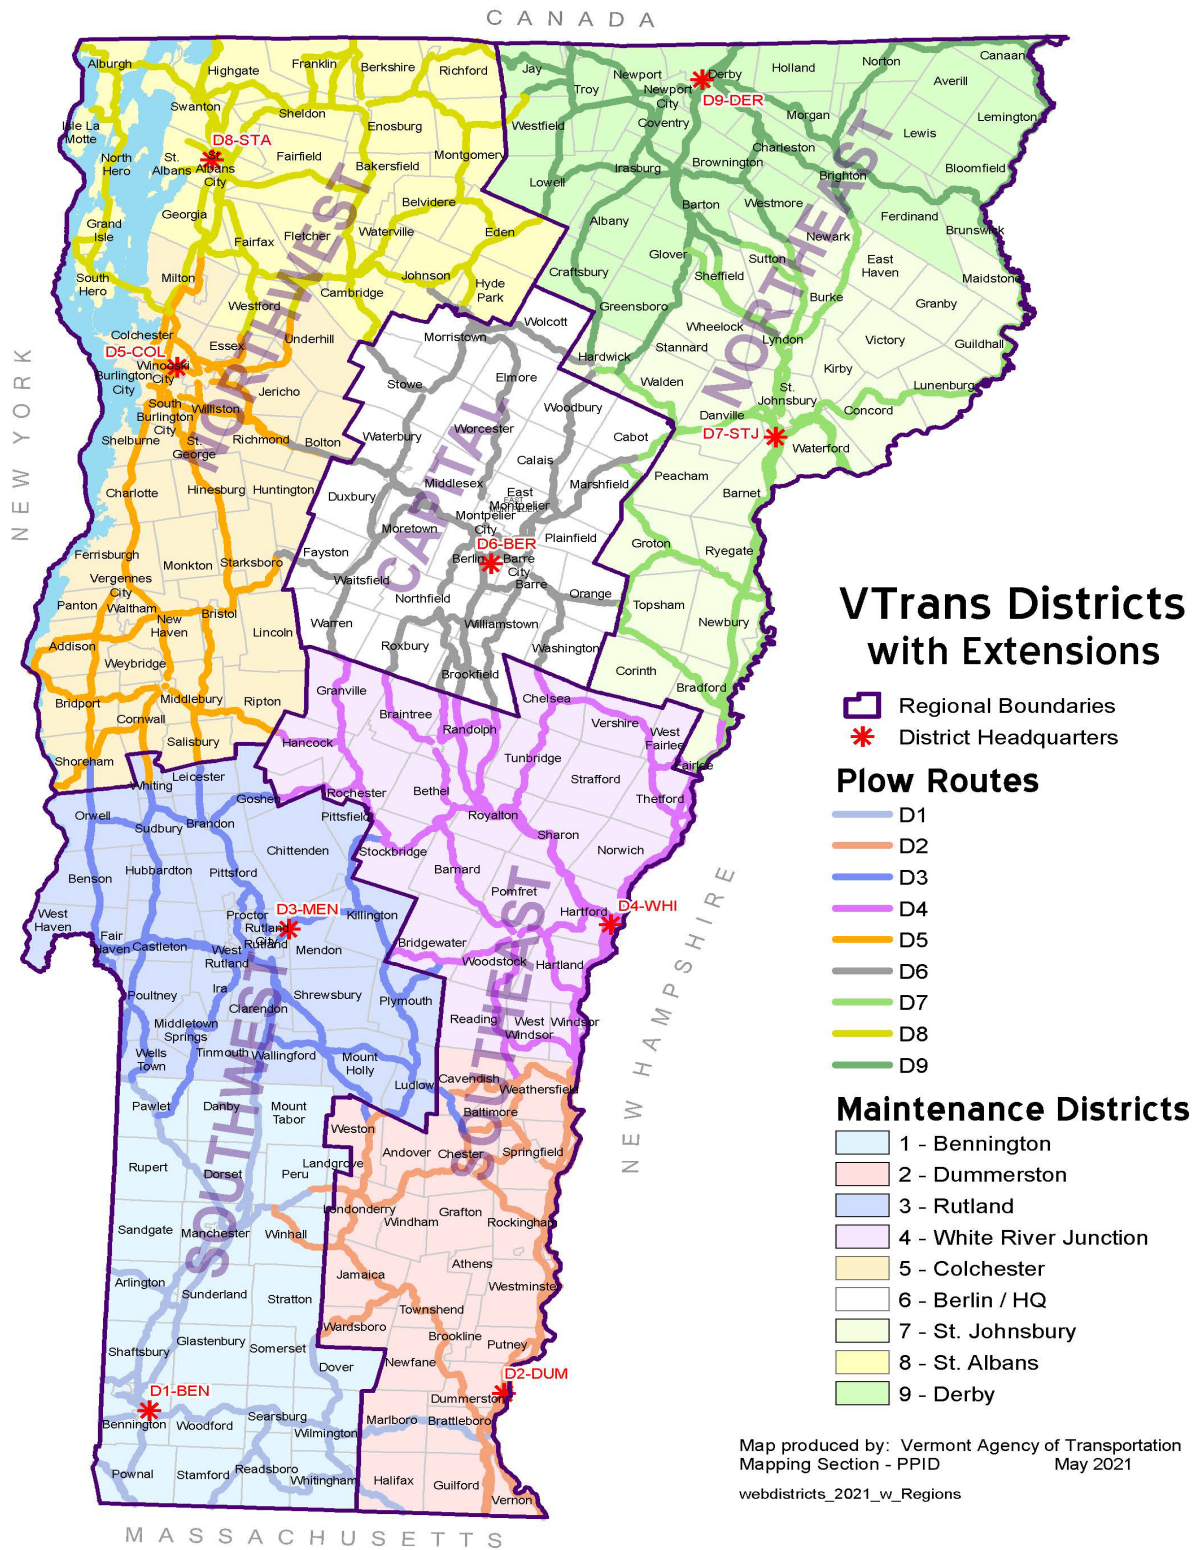 CANADA
Alburgh
Highgate
Franklin
Berkshire
Richford
Jay
Troy
Newport
Newport
City
Derby
Holland
Norton
Canaan
Averill
D9-DER
Swanton
Isle La
Motte
Sheldon
Enosburg
Westfield
Coventry
Morgan
Lemington
Lewis
D8-STA
North
Hero
St.
Albans
St.
Albans
City
Fairfield
Bakersfield
Montgomery
Lowell
Irasburg
Brownington
Charleston
Brighton
Bloomfield
Georgia
Grand
Isle
Fairfax
Fletcher
Belvidere
Waterville
Eden
Albany
Barton
Westmore
Newark
Ferdinand
Brunswick
South
Hero
Milton
Westford
Cambridge
Johnson
Hyde
Park
Craftsbury
Glover
Sheffield
Sutton
East
Haven
Maidstone
Burke
Granby
Greensboro
Colchester
D5-COL
Winooski
City
Burlington
City
Essex
Underhill
Morristown
Wolcott
Hardwick
Stannard
Wheelock
Lyndon
Victory
Guildhall
Kirby
Jericho
Stowe
Elmore
Woodbury
Walden
St.
Johnsbury
Lunenburg
South
Burlington
City
Williston
Danville
Concord
Shelburne
St.
George
Richmond
Bolton
Waterbury
Worcester
Cabot
D7-STJ
Waterford
NORTHWEST
NORTHEAST
CAPITAL
NEW YORK
Charlotte
Hinesburg
Huntington
Duxbury
Middlesex
Calais
Marshfield
Peacham
Barnet
East
Montpelier
Montpelier
City
Moretown
Plainfield
Groton
Ryegate
Ferrisburgh
Vergennes
City
Monkton
Starksboro
Fayston
D6-BER
Berlin
Barre
City
Barre
Waitsfield
Northfield
Orange
Topsham
Newbury
Panton
Waltham
New
Haven
Bristol
Lincoln
Warren
Roxbury
Williamstown
Washington
Addison
Weybridge
Brookfield
Corinth
Bradford
Bridport
Cornwall
Middlebury
Ripton
Granville
Braintree
Randolph
Chelsea
Vershire
West
Fairlee
Fairlee
Salisbury
Hancock
Tunbridge
Strafford
Shoreham
Whiting
Leicester
Goshen
Rochester
Bethel
Thetford
Orwell
Sudbury
Brandon
Pittsfield
Royalton
Sharon
Chittenden
Stockbridge
Norwich
Benson
Hubbardton
Pittsford
Barnard
Pomfret
West
Haven
Proctor
D3-MEN
Rutland
City
Rutland
Killington
Hartford
D4-WHI
Fair
Haven
Castleton
West
Rutland
Mendon
Bridgewater
Woodstock
Hartland
Ira
Poultney
Clarendon
Shrewsbury
Plymouth
Reading
West
Windsor
Windsor
Middletown
Springs
Wells
Town
Tinmouth
Wallingford
Mount
Holly
Ludlow
Cavendish
Weathersfield
Baltimore
SOUTHWEST
SOUTHEAST
NEW HAMPSHIRE
Pawlet
Danby
Mount
Tabor
Weston
Andover
Chester
Springfield
Rupert
Dorset
Peru
Landgrove
Londonderry
Windham
Grafton
Rockingham
Sandgate
Manchester
Winhall
Athens
Arlington
Sunderland
Stratton
Jamaica
Townshend
Westminster
Wardsboro
Brookline
Putney
Shaftsbury
Glastenbury
Somerset
Dover
Newfane
D1-BEN
D2-DUM
Dummerston
Bennington
Woodford
Searsburg
Wilmington
Marlboro
Brattleboro
Pownal
Stamford
Readsboro
Whitingham
Halifax
Guilford
Vernon
MASSACHUSETTS
VTrans Districts
with Extensions
Regional Boundaries
District Headquarters
Plow Routes
D1
D2
D3
D4
D5
D6
D7
D8
D9
Maintenance Districts
1 - Bennington
2 - Dummerston
3 - Rutland
4 - White River Junction
5 - Colchester
6 - Berlin / HQ
7 - St. Johnsbury
8 - St. Albans
9 - Derby
Map produced by: Vermont Agency of Transportation
Mapping Section - PPID May 2021
webdistricts_2021_w_Regions